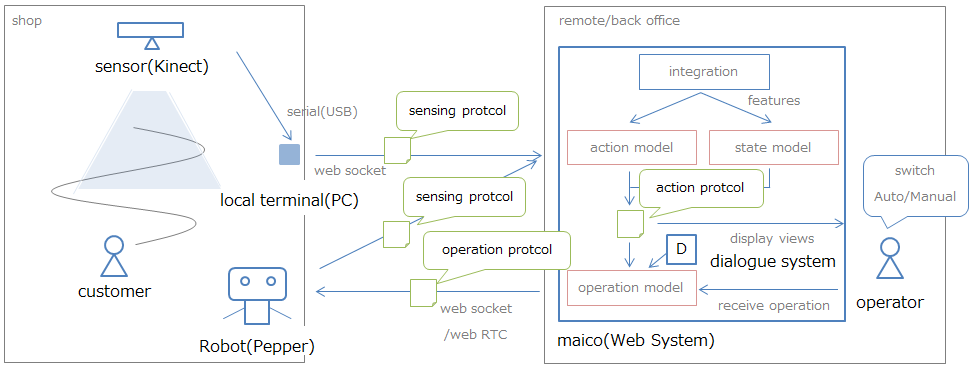 shop
sensor(Kinect)
serial(USB)
local terminal(PC)
customer
Robot(Pepper)
sensing protcol
web socket
sensing protcol
operation protcol
web socket
/web RTC
remote/back office
integration
features
action model
state model
action protcol
display views
D
dialogue system
operation model
receive operation
maico(Web System)
switch
Auto/Manual
operator